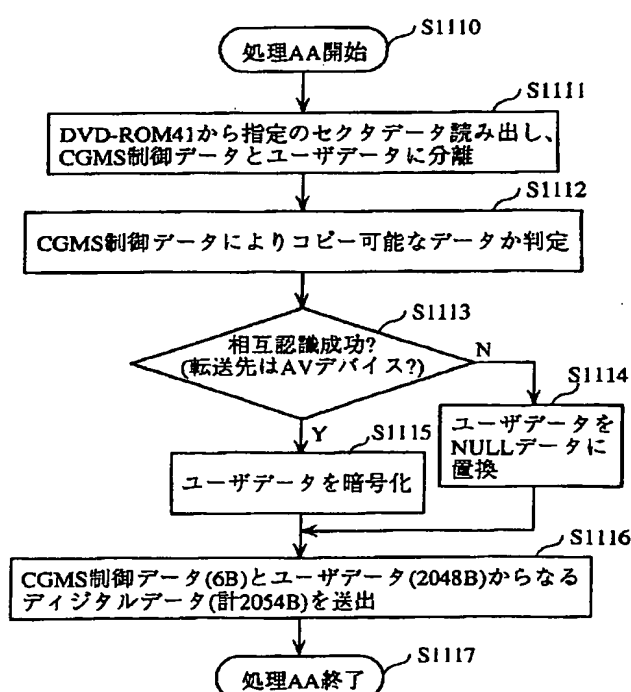 S1110
処理AA開始
S1111
DVD-ROM41から指定のセクタデータ読み出し、
CGMS制御データとユーザデータに分離
S1112
CGMS制御データによりコピー可能なデータか判定
S1113
相互認識成功?
(転送先はAVデバイス?)
N
S1114
ユーザデータを
NULLデータに
置換
Y
S1115
ユーザデータを暗号化
S1116
CGMS制御データ(6B)とユーザデータ(2048B)からなる
ディジタルデータ(計2054B)を送出
S1117
処理AA終了